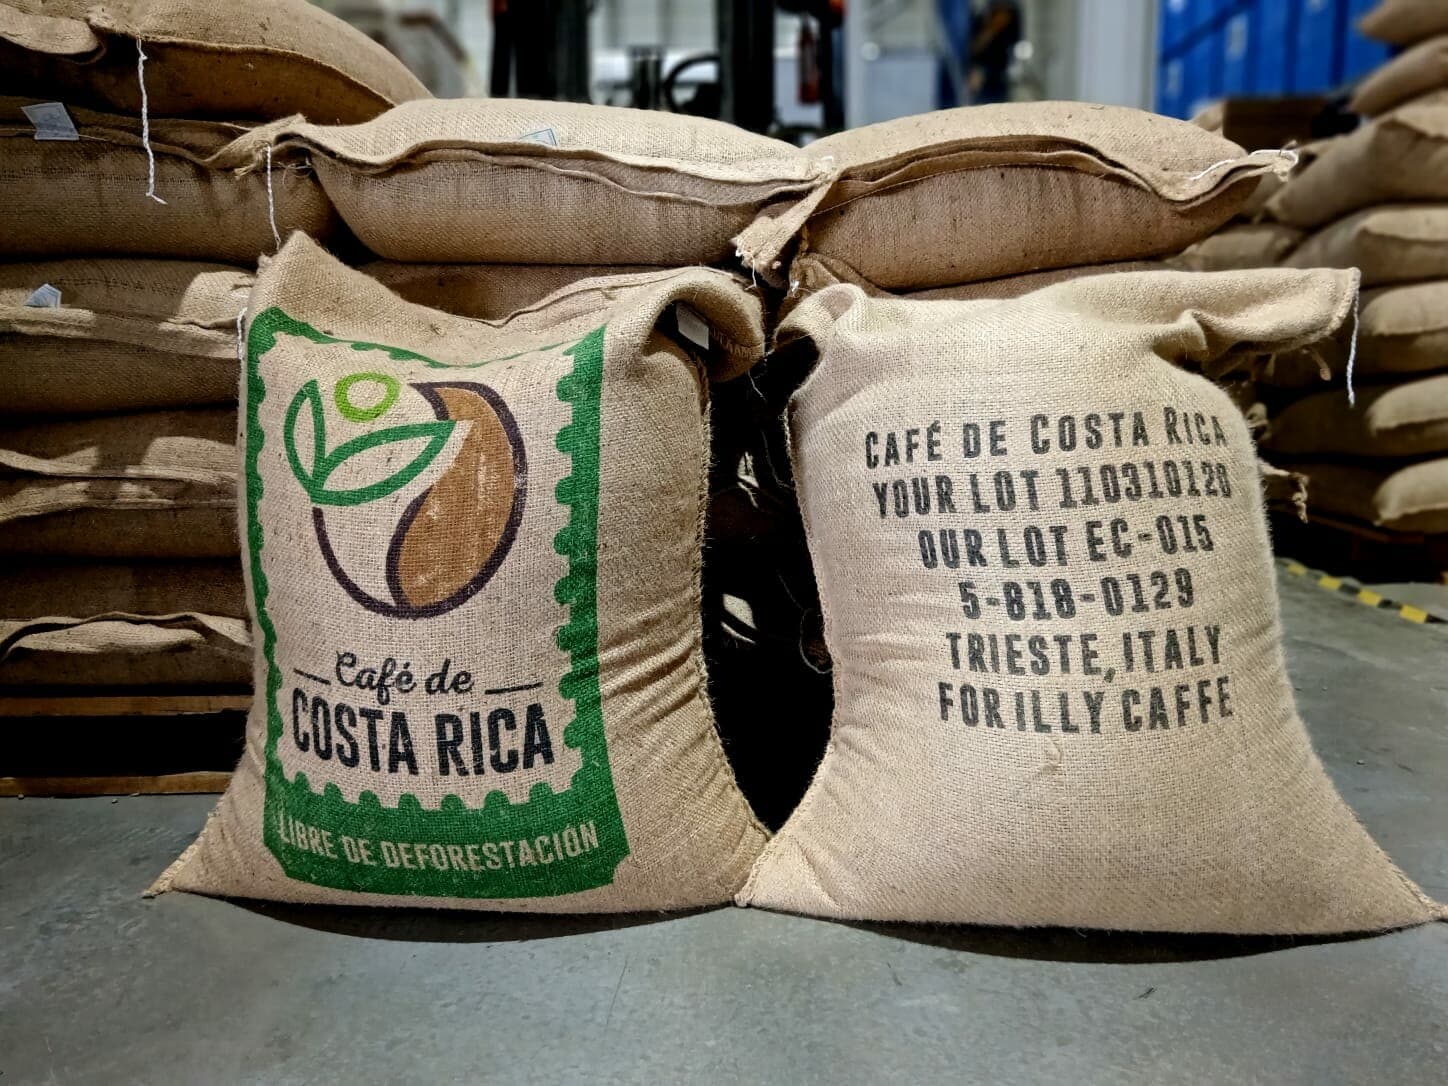 Café de
COSTA RICA
LIBRE DE DEFORESTACIÓN
CAFÉ DE COSTA RICA
YOUR LOT 110310120
OUR LOT EC-015
5-818-0129
TRIESTE, ITALY
FOR ILLY CAFFE